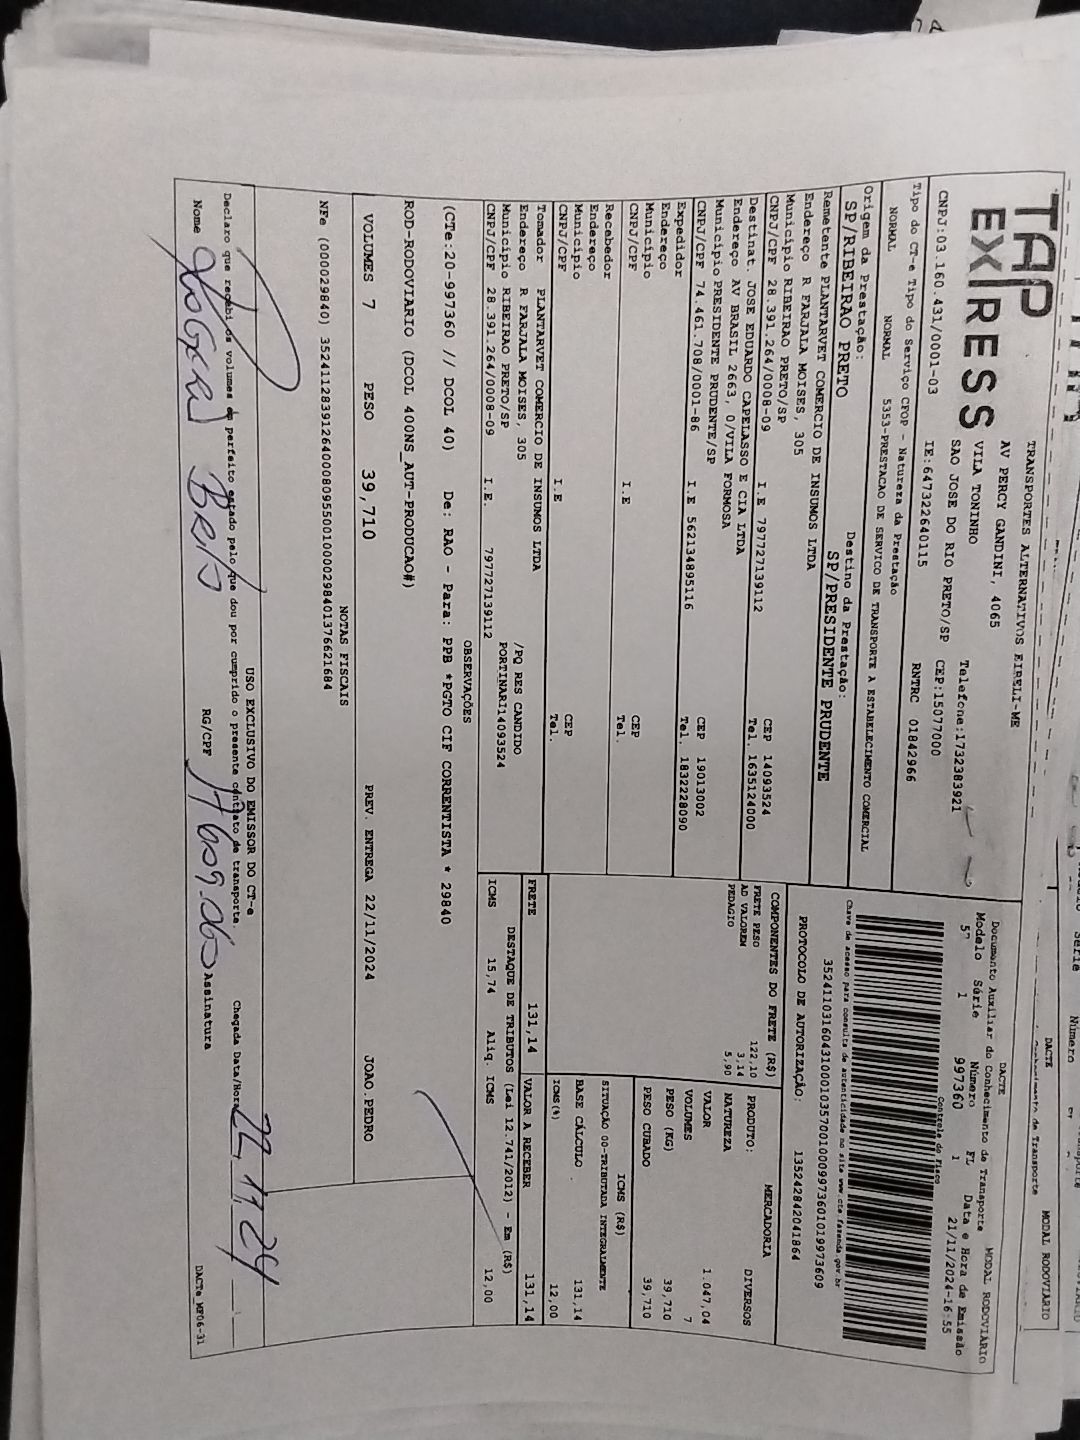 TAP
EXPRESS
TRANSPORTES ALTERNATIVOS EIRELI-ME
AV PERCY GANDINI, 4065
VILA TONINHO
SAO JOSE DO RIO PRETO/SP
Telefone:1732383921
CEP:15077000
CNPJ:03.160.431/0001-03
IE:647322640115
RNTRC 01842966
DACTE
Documento Auxiliar do Conhecimento de Transporte
MODAL RODOVIÁRIO
Modelo Série Número FL Data e Hora de Emissão
57 1 997360 1 21/11/2024-16:55
Controle do Fisco
Tipo do CT-e Tipo do Serviço CFOP - Natureza da Prestação
NORMAL NORMAL 5353-PRESTACAO DE SERVICO DE TRANSPORTE A ESTABELECIMENTO COMERCIAL
Chave de acesso para consulta de autenticidade no site www.cte.fazenda.gov.br
35241103160431000103570010009973601019973609
Origem da Prestação:
SP/RIBEIRAO PRETO
Destino da Prestação:
SP/PRESIDENTE PRUDENTE
PROTOCOLO DE AUTORIZAÇÃO: 135242842041864
Remetente PLANTARVET COMERCIO DE INSUMOS LTDA
Endereço R FARJALA MOISES, 305
Município RIBEIRAO PRETO/SP CEP 14093524
CNPJ/CPF 28.391.264/0008-09 I.E 797727139112 Tel. 1635124000
Destinat. JOSE EDUARDO CAPELASSO E CIA LTDA
Endereço AV BRASIL 2663, 0/VILA FORMOSA
Município PRESIDENTE PRUDENTE/SP CEP 19013002
CNPJ/CPF 74.461.708/0001-86 I.E 562134895116 Tel. 1832228090
Expedidor
Endereço
Município CEP
CNPJ/CPF I.E Tel.
Recebedor
Endereço
Município CEP
CNPJ/CPF I.E Tel.
Tomador PLANTARVET COMERCIO DE INSUMOS LTDA
Endereço R FARJALA MOISES, 305 /PQ RES CANDIDO
Município RIBEIRAO PRETO/SP PORTINARI14093524
CNPJ/CPF 28.391.264/0008-09 I.E. 797727139112
COMPONENTES DO FRETE (R$)
FRETE PESO 122,10
AD VALOREM 3,14
PEDAGIO 5,90
MERCADORIA
PRODUTO: DIVERSOS
NATUREZA
VALOR 1.047,04
VOLUMES 7
PESO (KG) 39,710
PESO CUBADO 39,710
ICMS (R$)
SITUAÇÃO 00-TRIBUTADA INTEGRALMENTE
BASE CÁLCULO 131,14
ICMS(%) 12,00
FRETE 131,14 VALOR A RECEBER 131,14
DESTAQUE DE TRIBUTOS (Lei 12.741/2012) - Em (R$)
ICMS 15,74 Aliq. ICMS 12,00
OBSERVAÇÕES
(CTe:20-997360 // DCOL 40) De: RAO - Para: PPB *PGTO CIF CORRENTISTA * 29840
ROD-RODOVIARIO (DCOL 400NS_AUT-PRODUCAO#)
VOLUMES 7 PESO 39,710 PREV. ENTREGA 22/11/2024 JOAO.PEDRO
NOTAS FISCAIS
NFe (000029840) 35241128391264000809550010000298401376621684
USO EXCLUSIVO DO EMISSOR DO CT-e
Declaro que recebi os volumes em perfeito estado pelo que dou por cumprido o presente contrato de transporte
Chegada Data/Hora 22 11 24
Nome RG/CPF Assinatura
DACTe_MF06-31
DACTE
MODAL RODOVIÁRIO